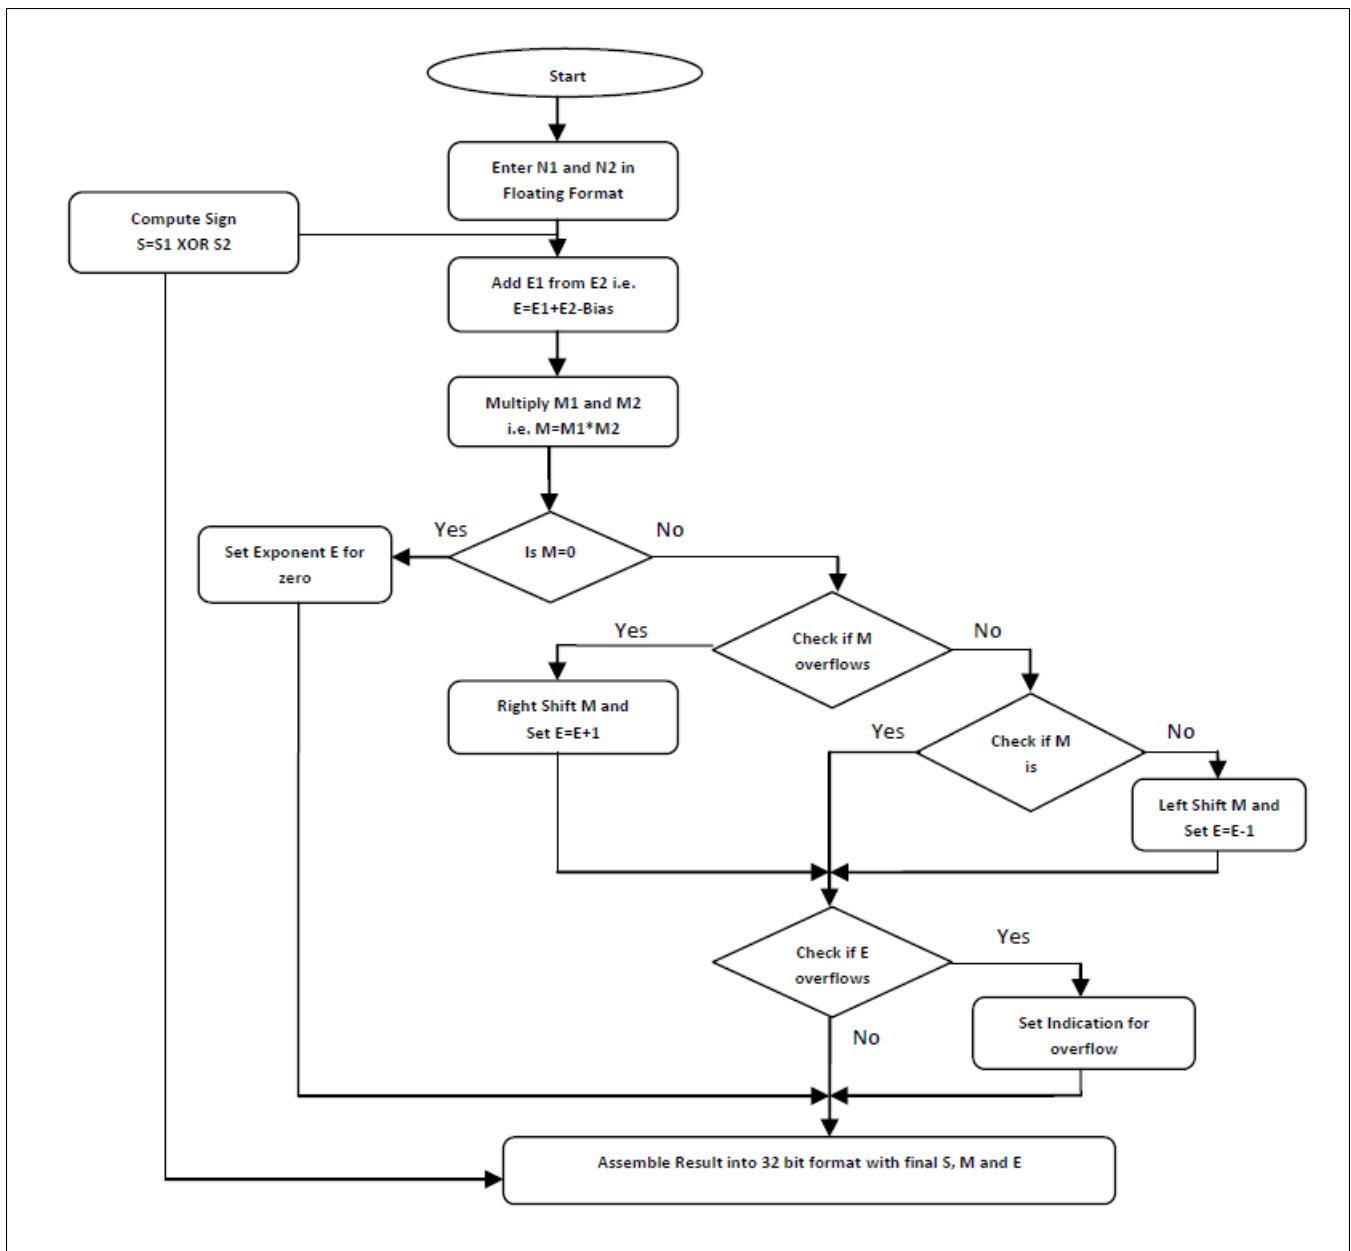 Start
Enter N1 and N2 in
Floating Format
Compute Sign
S=S1 XOR S2
Add E1 from E2 i.e.
E=E1+E2-Bias
Multiply M1 and M2
i.e. M=M1*M2
Yes
No
Is M=0
Set Exponent E for
zero
Yes
No
Check if M
overflows
Right Shift M and
Set E=E+1
Yes
No
Check if M
is
Left Shift M and
Set E=E-1
Check if E
overflows
Yes
Set Indication for
overflow
No
Assemble Result into 32 bit format with final S, M and E